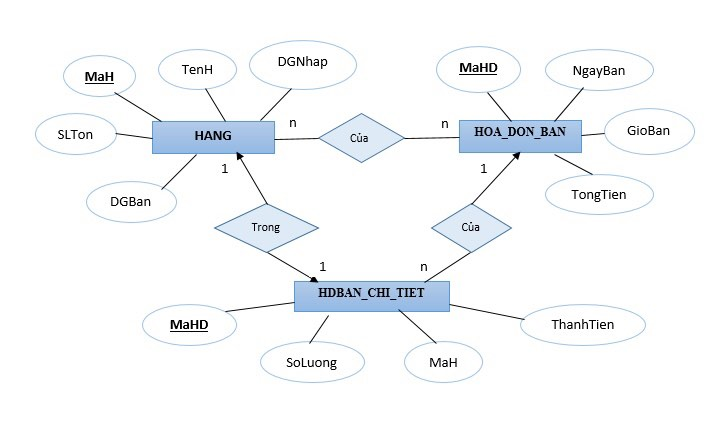 DGNhap
MaHD
TenH
NgayBan
MaH
n
n
SLTon
HANG
Của
HOA_DON_BAN
GioBan
1
1
DGBan
TongTien
Trong
Của
1
n
HDBAN_CHI_TIET
MaHD
ThanhTien
SoLuong
MaH